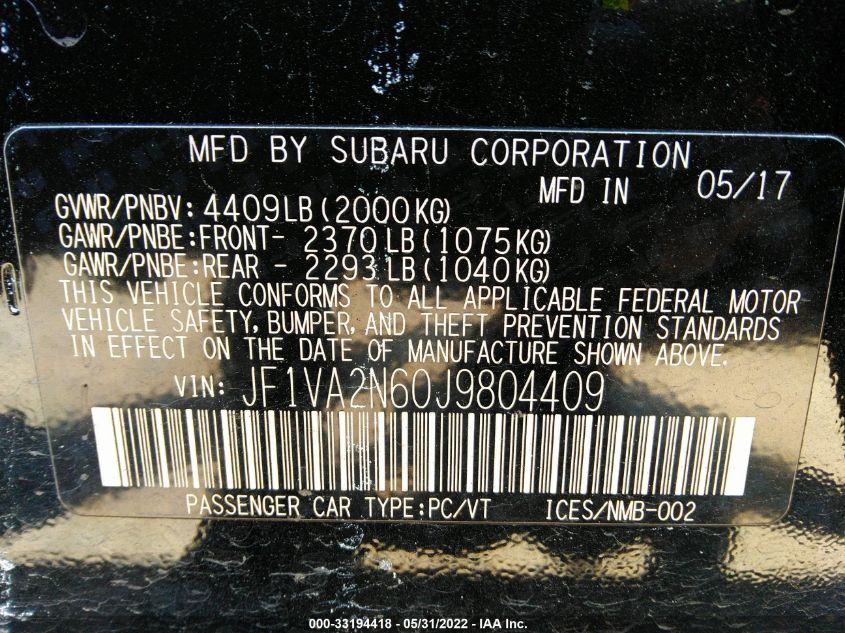 MFD BY SUBARU CORPORATION
MFD IN 05/17
GVWR/PNBV: 4409LB(2000KG)
GAWR/PNBE:FRONT- 2370LB(1075KG)
GAWR/PNBE:REAR - 2293LB(1040KG)
THIS VEHICLE CONFORMS TO ALL APPLICABLE FEDERAL MOTOR
VEHICLE SAFETY, BUMPER, AND THEFT PREVENTION STANDARDS
IN EFFECT ON THE DATE OF MANUFACTURE SHOWN ABOVE.
VIN: JF1VA2N60J9804409
PASSENGER CAR TYPE:PC/VT ICES/NMB-002
000-33194418 - 05/31/2022 - IAA Inc.